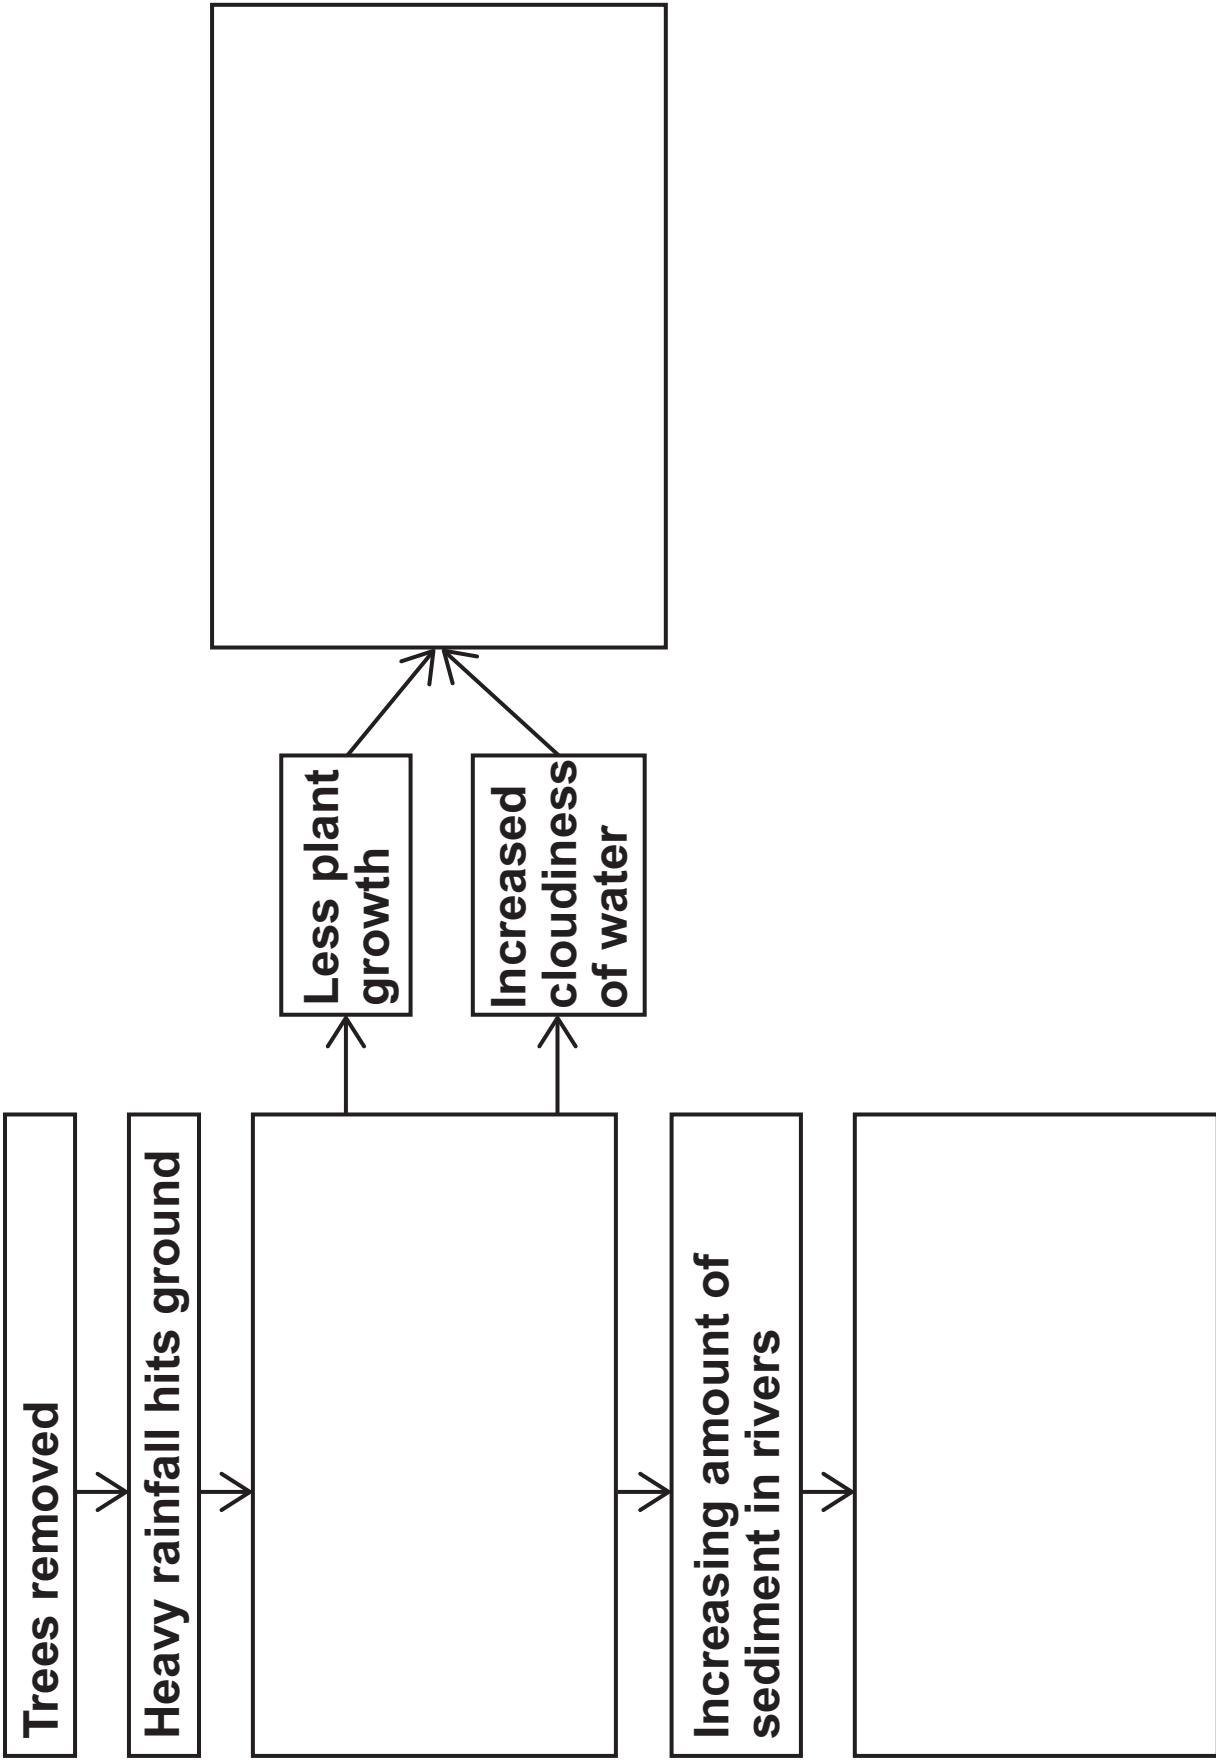 Trees removed
Heavy rainfall hits ground
Less plant
growth
Increased
cloudiness
of water
Increasing amount of
sediment in rivers